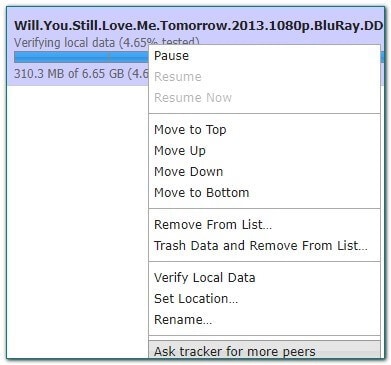 Will.You.Still.Love.Me.Tomorrow.2013.1080p.BluRay.DD
Verifying local data (4.65% tested)
310.3 MB of 6.65 GB (4.6
Pause
Resume
Resume Now
Move to Top
Move Up
Move Down
Move to Bottom
Remove From List...
Trash Data and Remove From List...
Verify Local Data
Set Location...
Rename...
Ask tracker for more peers